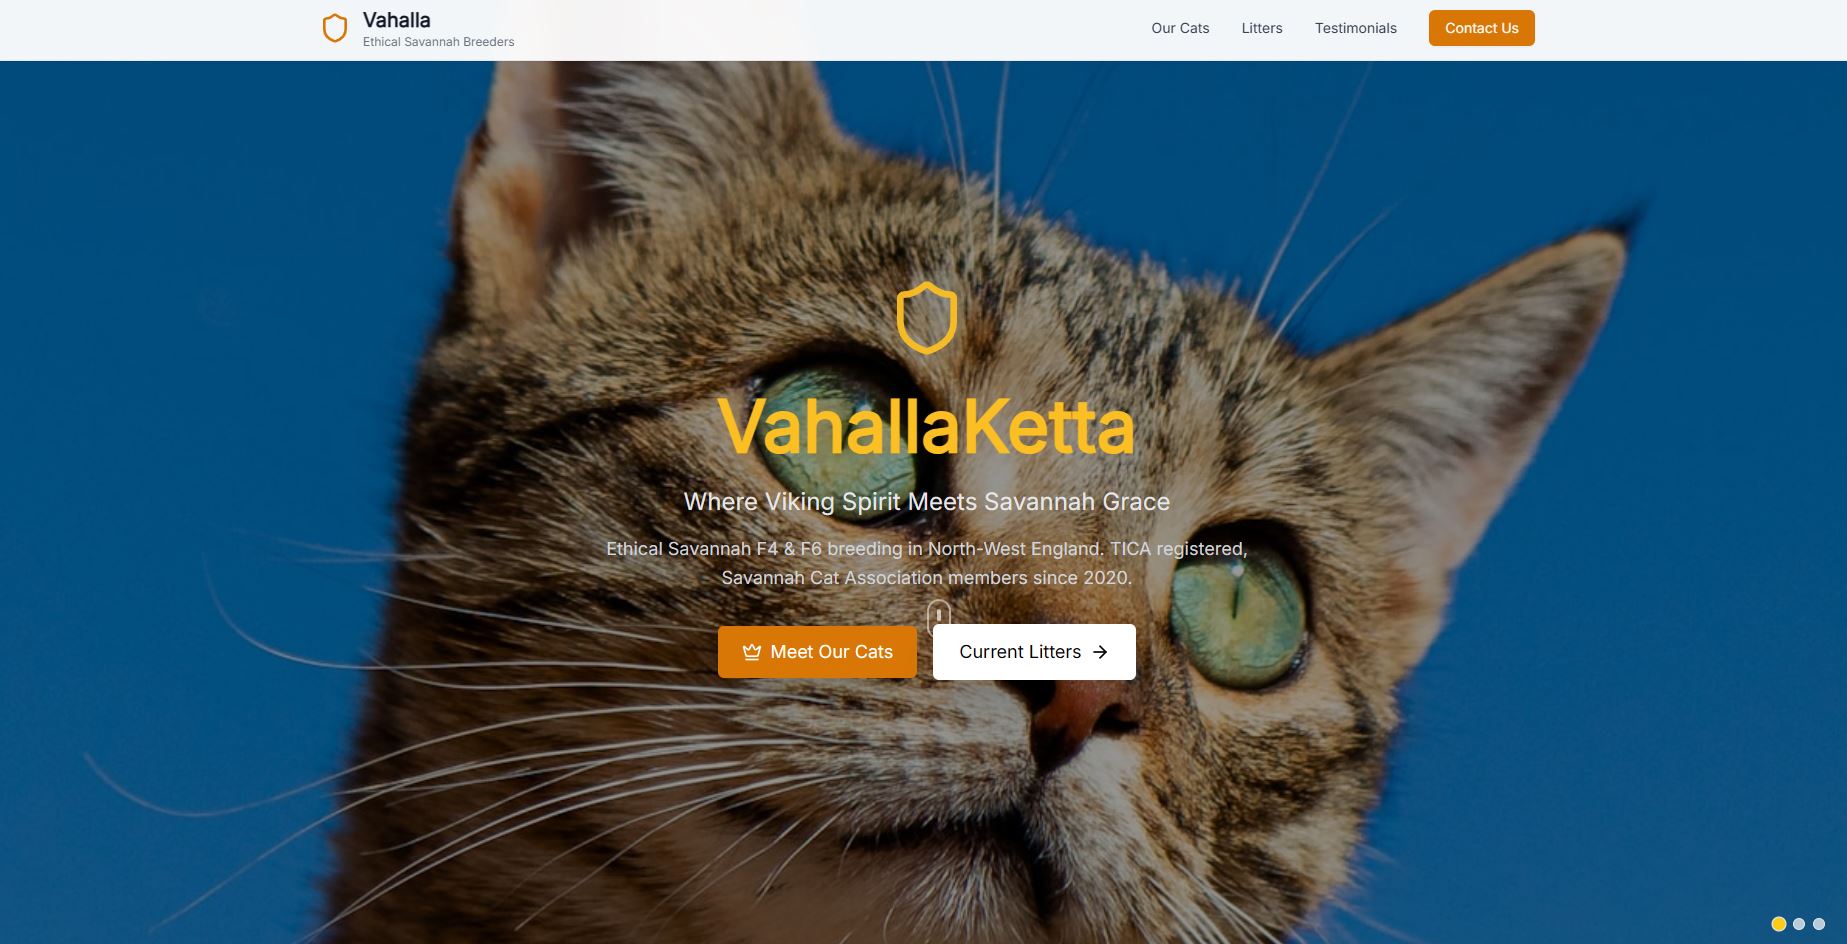 Vahalla
Ethical Savannah Breeders
Our Cats
Litters
Testimonials
Contact Us
VahallaKetta
Where Viking Spirit Meets Savannah Grace
Ethical Savannah F4 & F6 breeding in North-West England. TICA registered,
Savannah Cat Association members since 2020.
Meet Our Cats
Current Litters